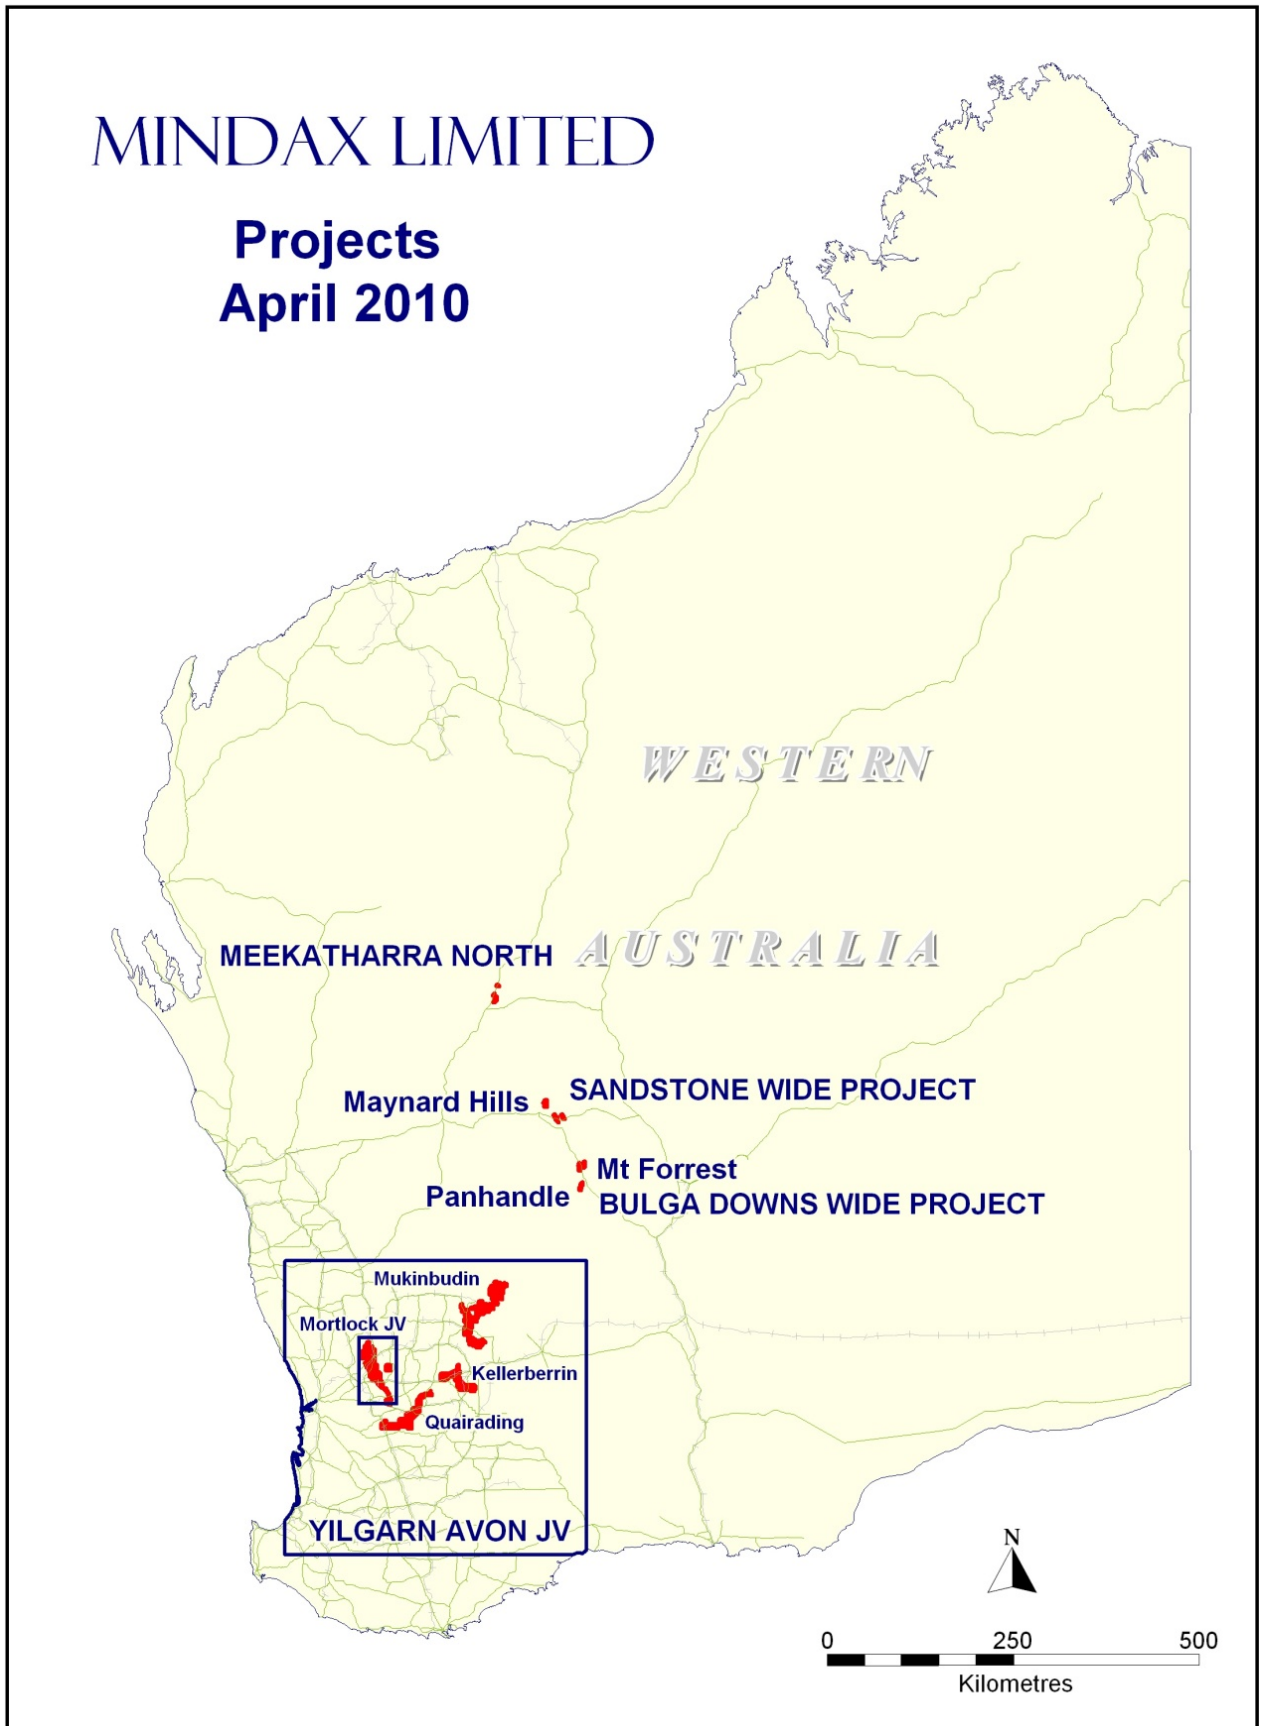 MINDAX LIMITED
Projects
April 2010
WESTERN
AUSTRALIA
MEEKATHARRA NORTH
SANDSTONE WIDE PROJECT
Maynard Hills
Mt Forrest
Panhandle
BULGA DOWNS WIDE PROJECT
Mukinbudin
Mortlock JV
Kellerberrin
Quairading
YILGARN AVON JV
N
0 250 500
Kilometres